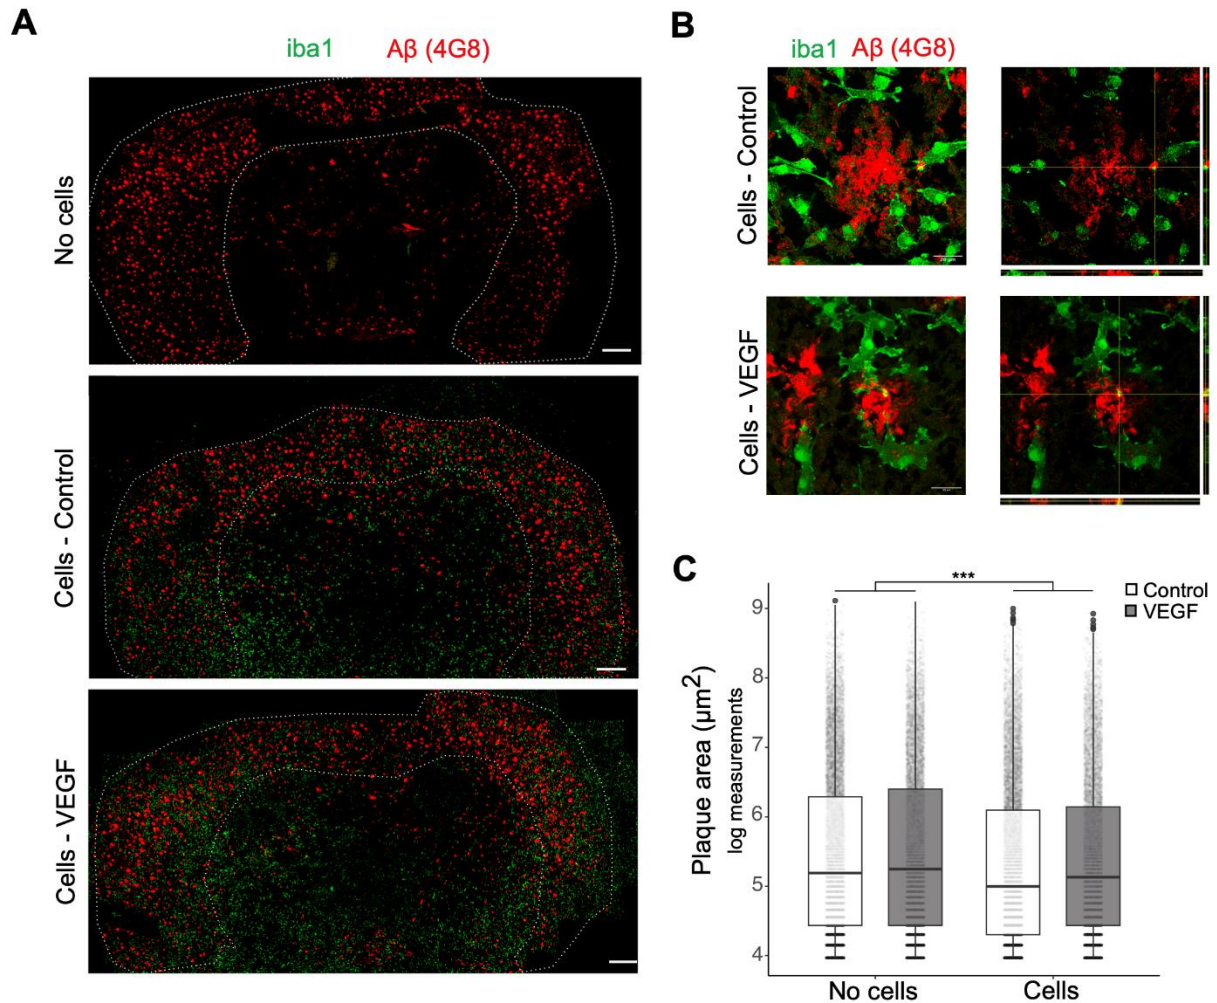 A
iba1 Aβ (4G8)
No cells
Cells - Control
Cells - VEGF
B
iba1 Aβ (4G8)
Cells - Control
Cells - VEGF
C
***
Control
VEGF
Plaque area (µm²)
log measurements
9
8
7
6
5
4
No cells Cells